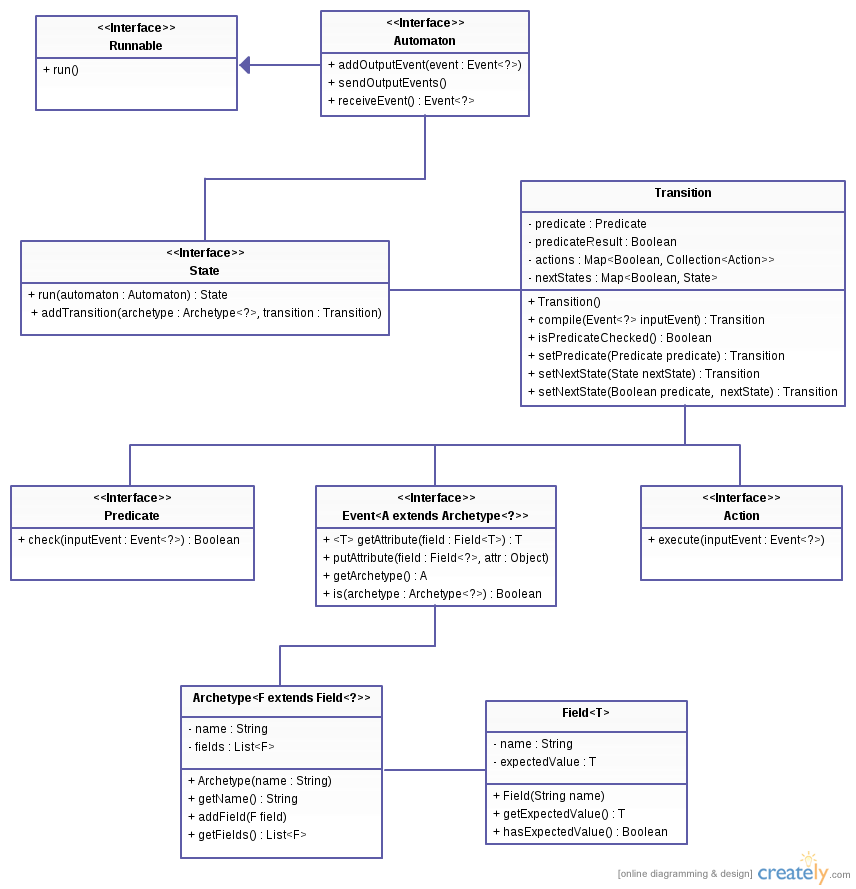 <<Interface>>
Runnable
+ run()
<<Interface>>
Automaton
+ addOutputEvent(event : Event<?>)
+ sendOutputEvents()
+ receiveEvent() : Event<?>
Transition
- predicate : Predicate
- predicateResult : Boolean
- actions : Map<Boolean, Collection<Action>>
- nextStates : Map<Boolean, State>
+ Transition()
+ compile(Event<?> inputEvent) : Transition
+ isPredicateChecked() : Boolean
+ setPredicate(Predicate predicate) : Transition
+ setNextState(State nextState) : Transition
+ setNextState(Boolean predicate, nextState) : Transition
<<Interface>>
State
+ run(automaton : Automaton) : State
+ addTransition(archetype : Archetype<?>, transition : Transition)
<<Interface>>
Predicate
+ check(inputEvent : Event<?>) : Boolean
<<Interface>>
Event<A extends Archetype<?>>
+ <T> getAttribute(field : Field<T>) : T
+ putAttribute(field : Field<?>, attr : Object)
+ getArchetype() : A
+ is(archetype : Archetype<?>) : Boolean
<<Interface>>
Action
+ execute(inputEvent : Event<?>)
Archetype<F extends Field<?>>
- name : String
- fields : List<F>
+ Archetype(name : String)
+ getName() : String
+ addField(F field)
+ getFields() : List<F>
Field<T>
- name : String
- expectedValue : T
+ Field(String name)
+ getExpectedValue() : T
+ hasExpectedValue() : Boolean
[online diagramming & design] creately.com